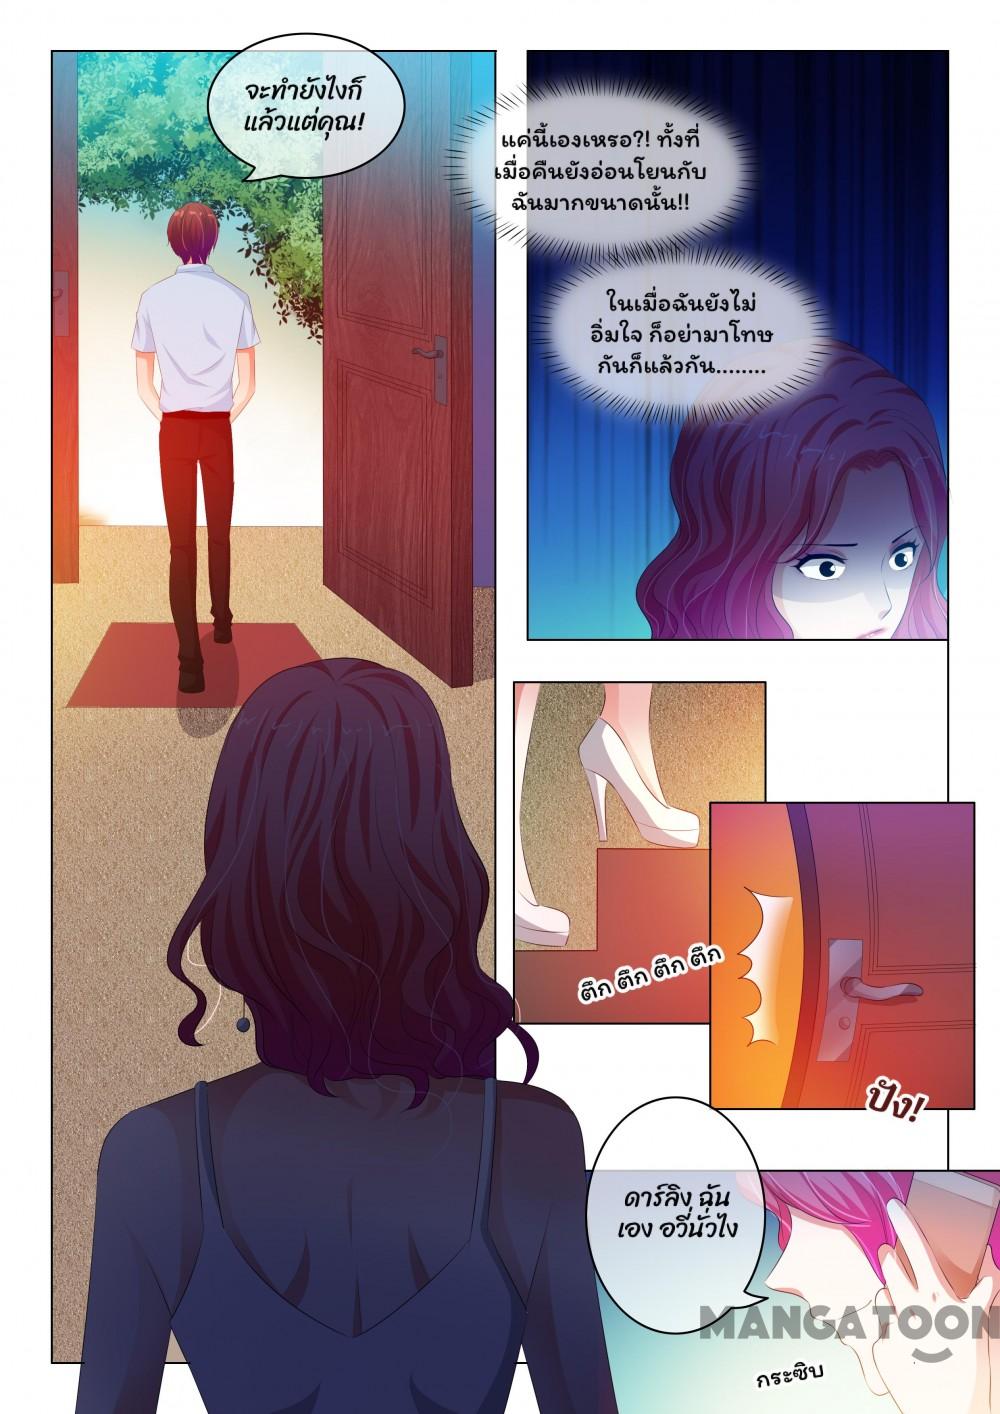 จะทำยังไงก็
แล้วแต่คุณ!
แค่นี้เองเหรอ?! ทั้งที่
เมื่อคืนยังอ่อนโยนกับ
ฉันมากขนาดนั้น!!
ในเมื่อฉันยังไม่
อิ่มใจ ก็อย่ามาโทษ
กันก็แล้วกัน........
ตึก ตึก ตึก ตึก
ปัง!
ดาร์ลิง ฉัน
เอง อวี่นั่วไง
MANGATOON
กระซิบ